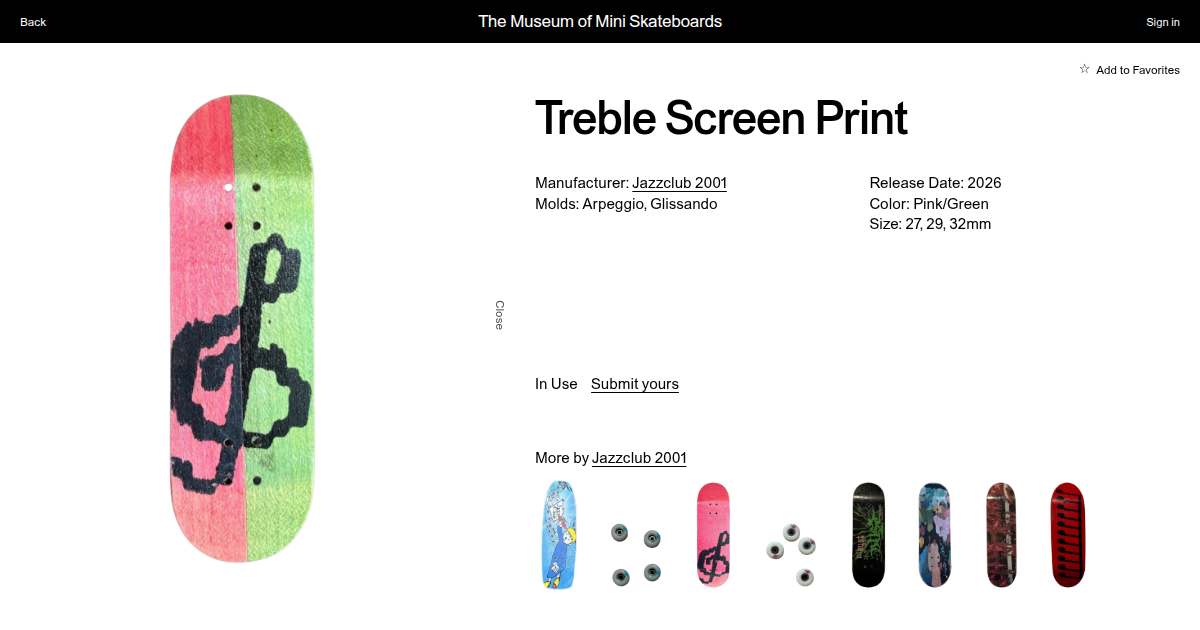 Back
The Museum of Mini Skateboards
Sign in
☆ Add to Favorites
Treble Screen Print
Manufacturer: Jazzclub 2001
Molds: Arpeggio, Glissando
Release Date: 2026
Color: Pink/Green
Size: 27, 29, 32mm
Close
In Use Submit yours
More by Jazzclub 2001